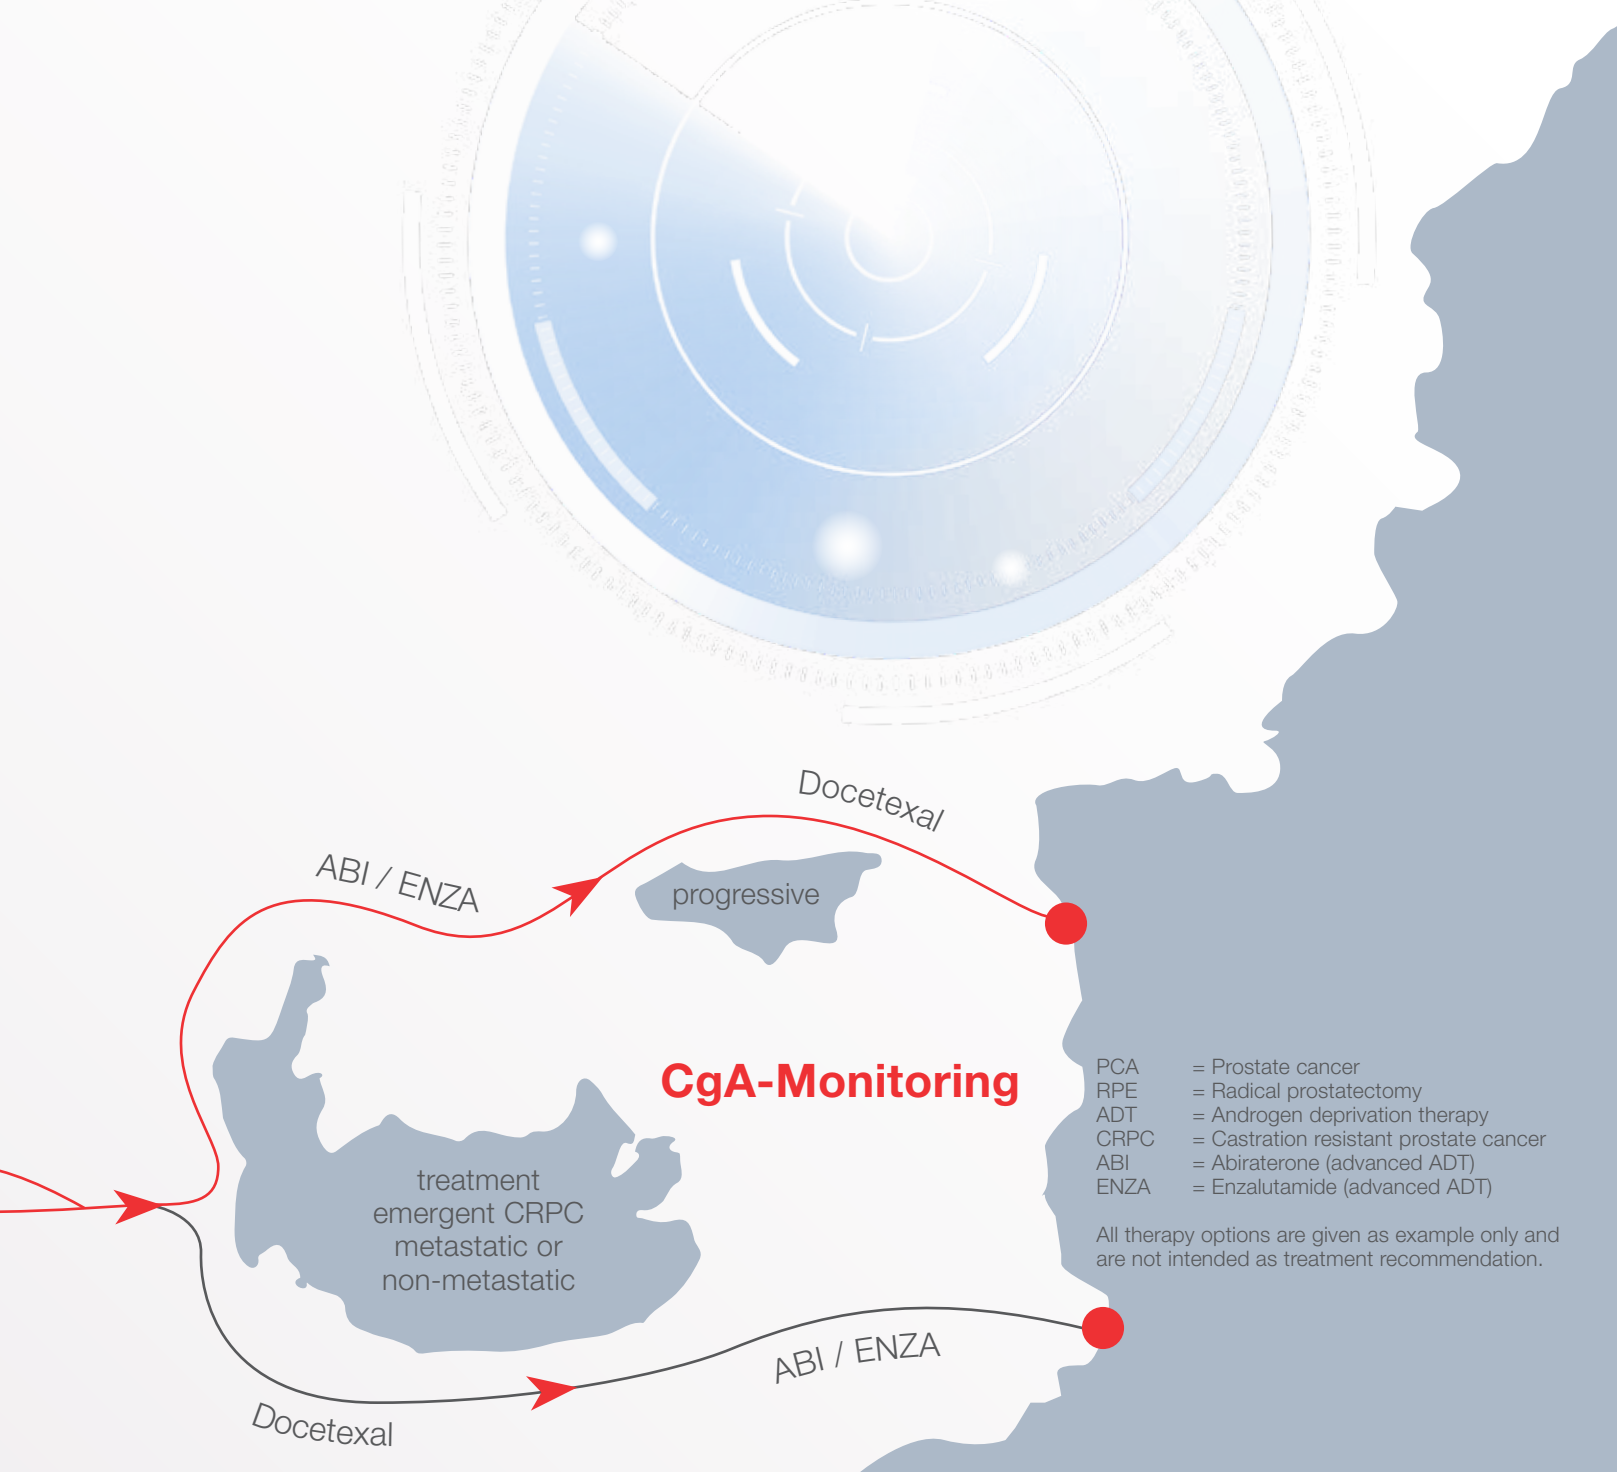 Docetexal
ABI / ENZA
progressive
CgA-Monitoring
treatment
emergent CRPC
metastatic or
non-metastatic
ABI / ENZA
Docetexal
PCA = Prostate cancer
RPE = Radical prostatectomy
ADT = Androgen deprivation therapy
CRPC = Castration resistant prostate cancer
ABI = Abiraterone (advanced ADT)
ENZA = Enzalutamide (advanced ADT)
All therapy options are given as example only and
are not intended as treatment recommendation.